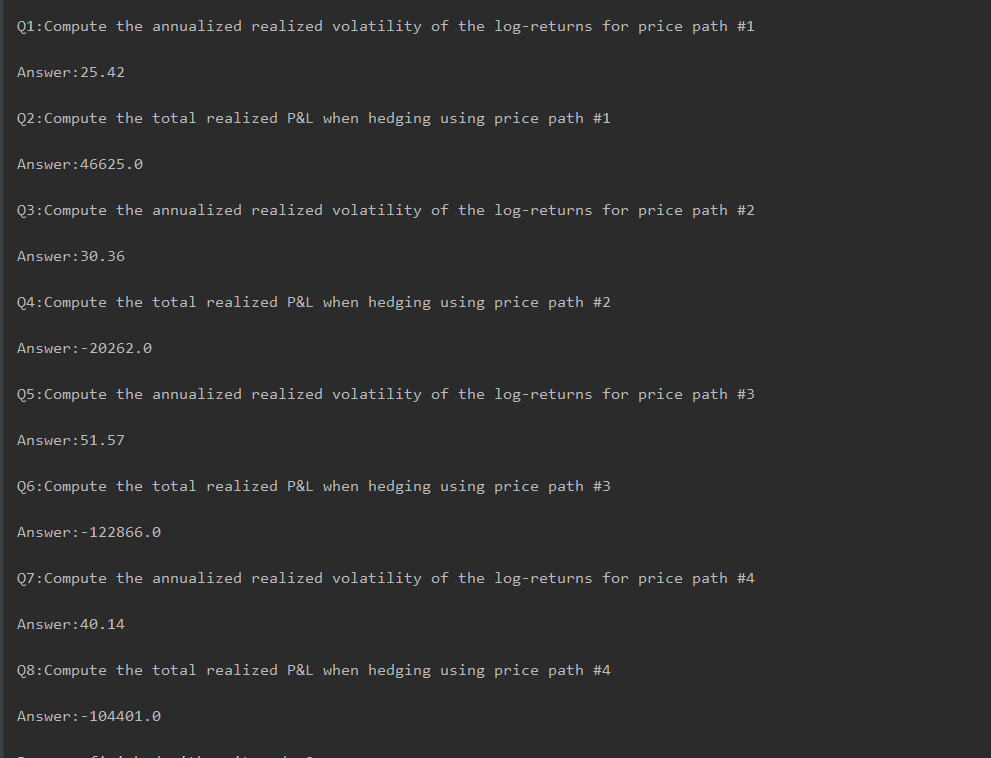 Q1:Compute the annualized realized volatility of the log-returns for price path #1
Answer:25.42
Q2:Compute the total realized P&L when hedging using price path #1
Answer:46625.0
Q3:Compute the annualized realized volatility of the log-returns for price path #2
Answer:30.36
Q4:Compute the total realized P&L when hedging using price path #2
Answer:-20262.0
Q5:Compute the annualized realized volatility of the log-returns for price path #3
Answer:51.57
Q6:Compute the total realized P&L when hedging using price path #3
Answer:-122866.0
Q7:Compute the annualized realized volatility of the log-returns for price path #4
Answer:40.14
Q8:Compute the total realized P&L when hedging using price path #4
Answer:-104401.0